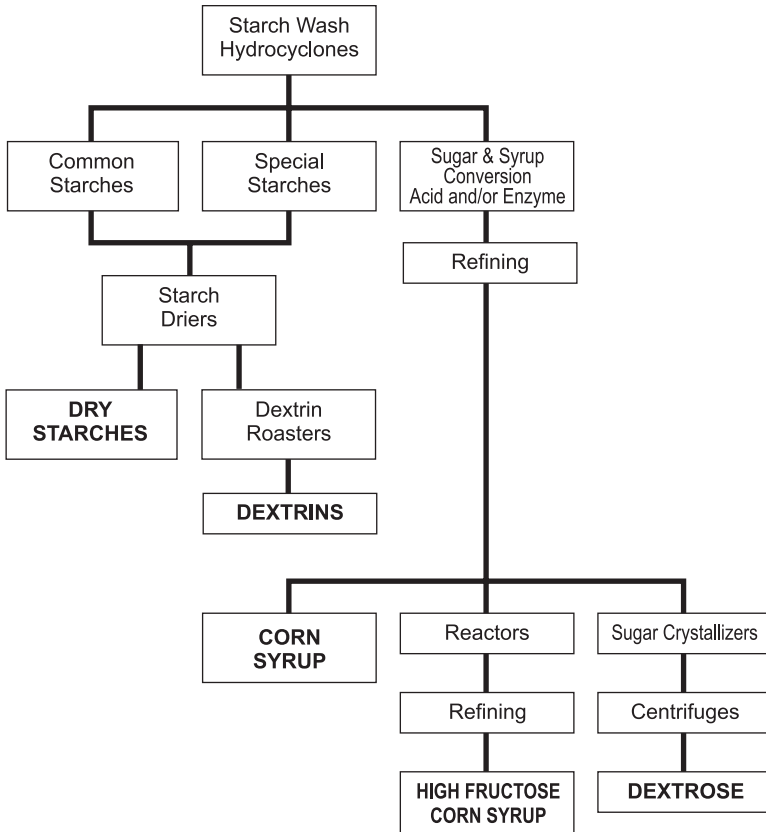 Starch Wash
Hydrocyclones
Common
Starches
Special
Starches
Sugar & Syrup
Conversion
Acid and/or Enzyme
Refining
Starch
Driers
DRY
STARCHES
Dextrin
Roasters
DEXTRINS
CORN
SYRUP
Reactors
Sugar Crystallizers
Refining
Centrifuges
HIGH FRUCTOSE
CORN SYRUP
DEXTROSE